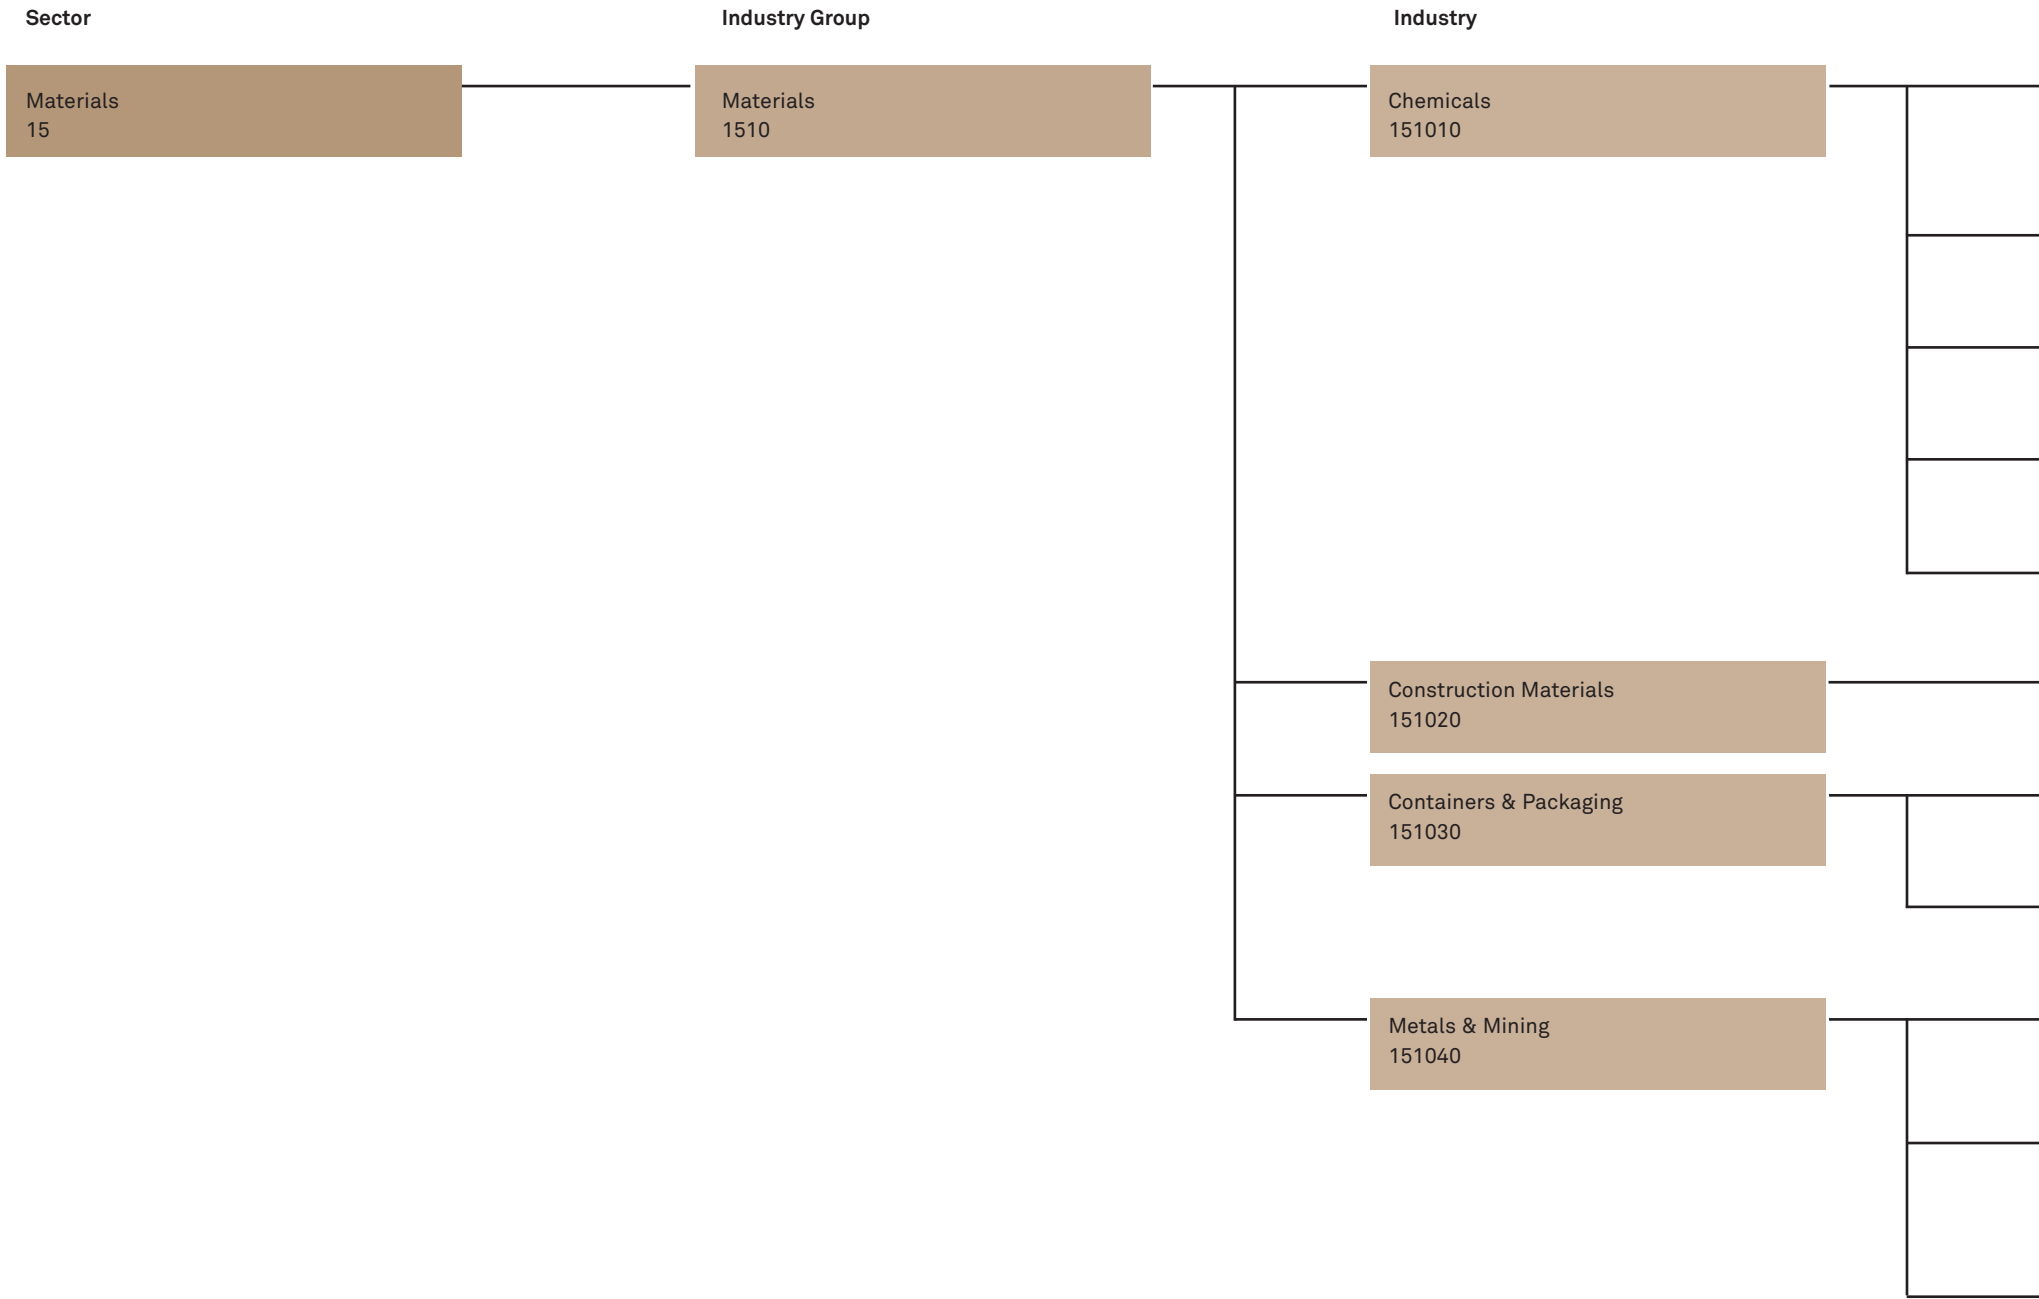 Sector
Industry Group
Industry
Materials
15
Materials
1510
Chemicals
151010
Construction Materials
151020
Containers & Packaging
151030
Metals & Mining
151040